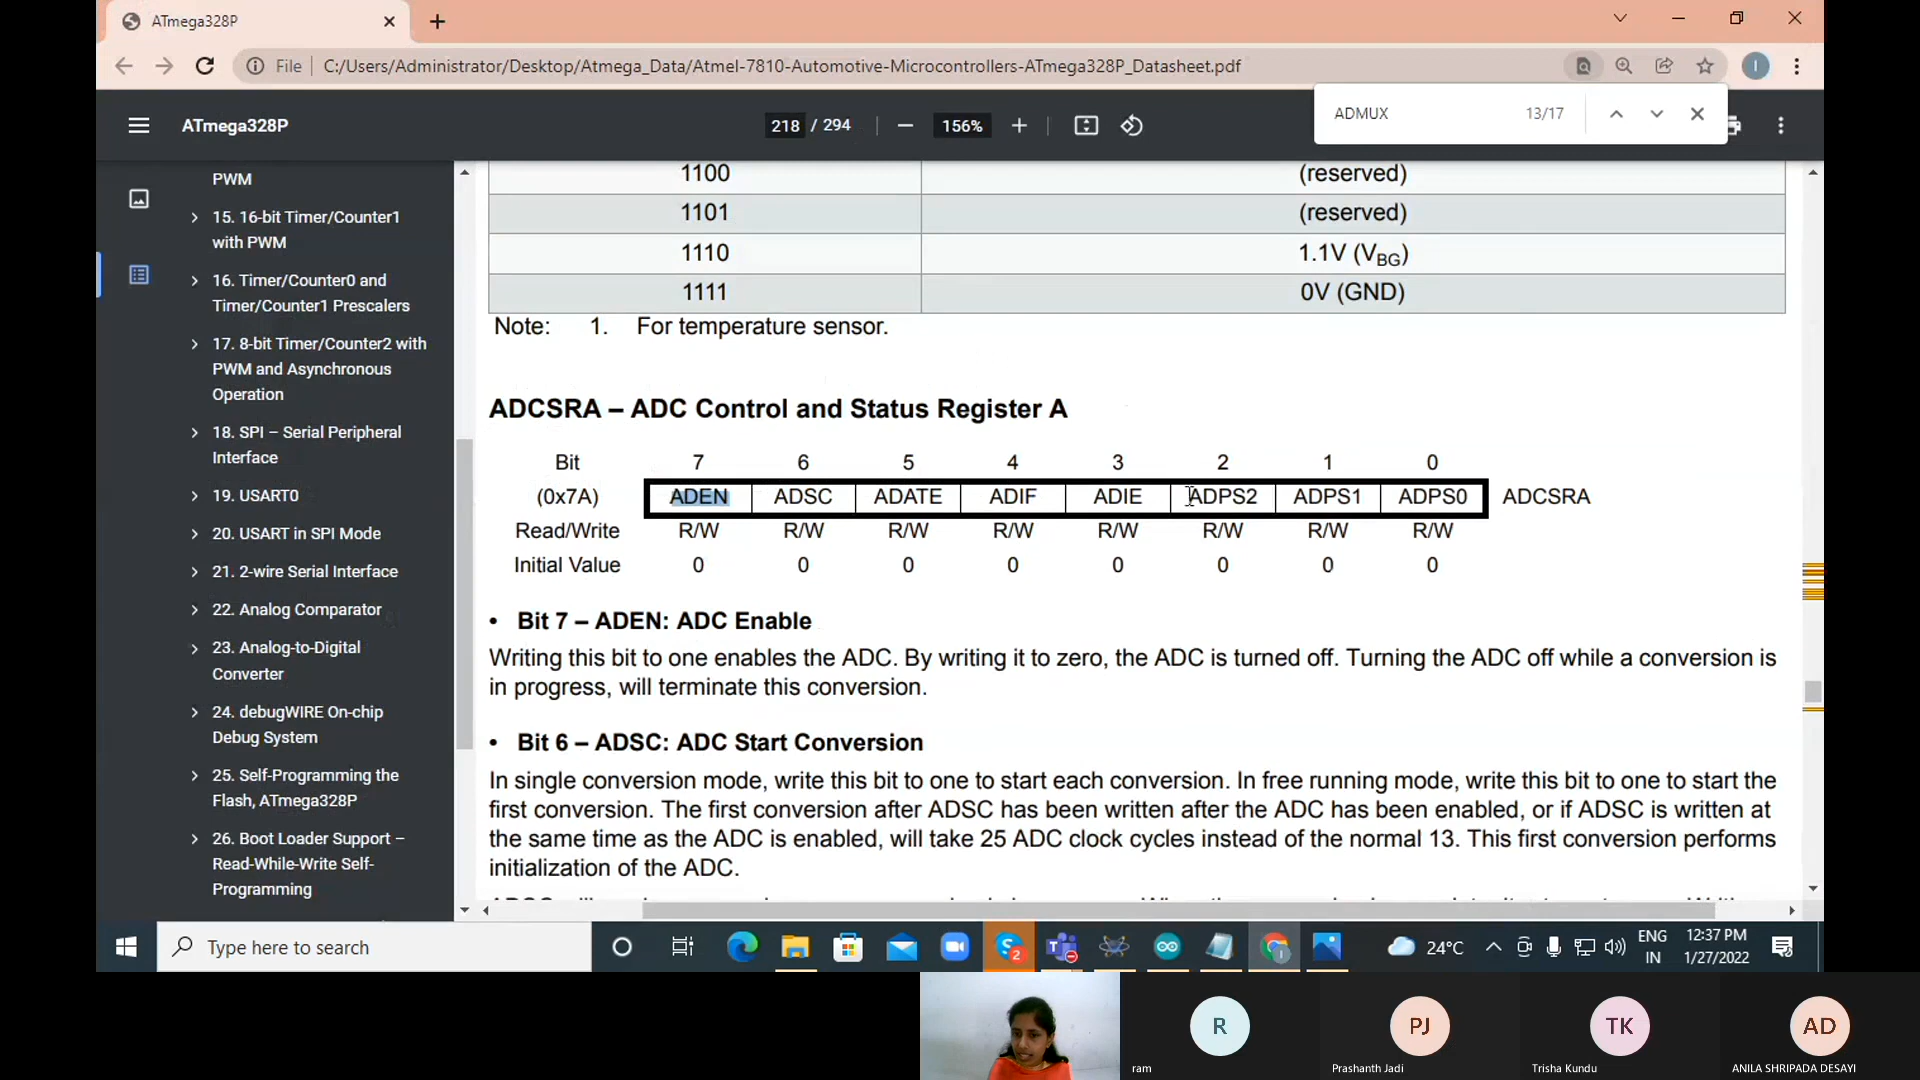 ATmega328P
File
C:/Users/Administrator/Desktop/Atmega_Data/Atmel-7810-Automotive-Microcontrollers-ATmega328P_Datasheet.pdf
I
ATmega328P
218 / 294
156%
ADMUX
13/17
PWM
15. 16-bit Timer/Counter1
with PWM
16. Timer/Counter0 and
Timer/Counter1 Prescalers
17. 8-bit Timer/Counter2 with
PWM and Asynchronous
Operation
18. SPI – Serial Peripheral
Interface
19. USART0
20. USART in SPI Mode
21. 2-wire Serial Interface
22. Analog Comparator
23. Analog-to-Digital
Converter
24. debugWIRE On-chip
Debug System
25. Self-Programming the
Flash, ATmega328P
26. Boot Loader Support –
Read-While-Write Self-
Programming
1100 (reserved)
1101 (reserved)
1110 1.1V (VBG)
1111 0V (GND)
Note: 1. For temperature sensor.
ADCSRA – ADC Control and Status Register A
Bit 7 6 5 4 3 2 1 0
(0x7A) ADEN ADSC ADATE ADIF ADIE ADPS2 ADPS1 ADPS0 ADCSRA
Read/Write R/W R/W R/W R/W R/W R/W R/W R/W
Initial Value 0 0 0 0 0 0 0 0
• Bit 7 – ADEN: ADC Enable
Writing this bit to one enables the ADC. By writing it to zero, the ADC is turned off. Turning the ADC off while a conversion is
in progress, will terminate this conversion.
• Bit 6 – ADSC: ADC Start Conversion
In single conversion mode, write this bit to one to start each conversion. In free running mode, write this bit to one to start the
first conversion. The first conversion after ADSC has been written after the ADC has been enabled, or if ADSC is written at
the same time as the ADC is enabled, will take 25 ADC clock cycles instead of the normal 13. This first conversion performs
initialization of the ADC.
Type here to search
2
24°C
ENG
IN
12:37 PM
1/27/2022
R
PJ
TK
AD
ram
Prashanth Jadi
Trisha Kundu
ANILA SHRIPADA DESAYI